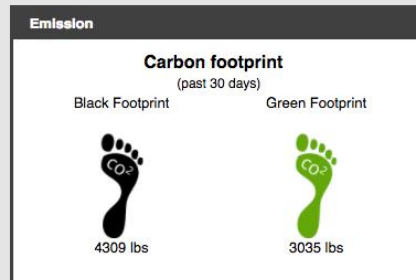 Emission
Carbon footprint
(past 30 days)
Black Footprint Green Footprint
CO² CO²
4309 lbs 3035 lbs